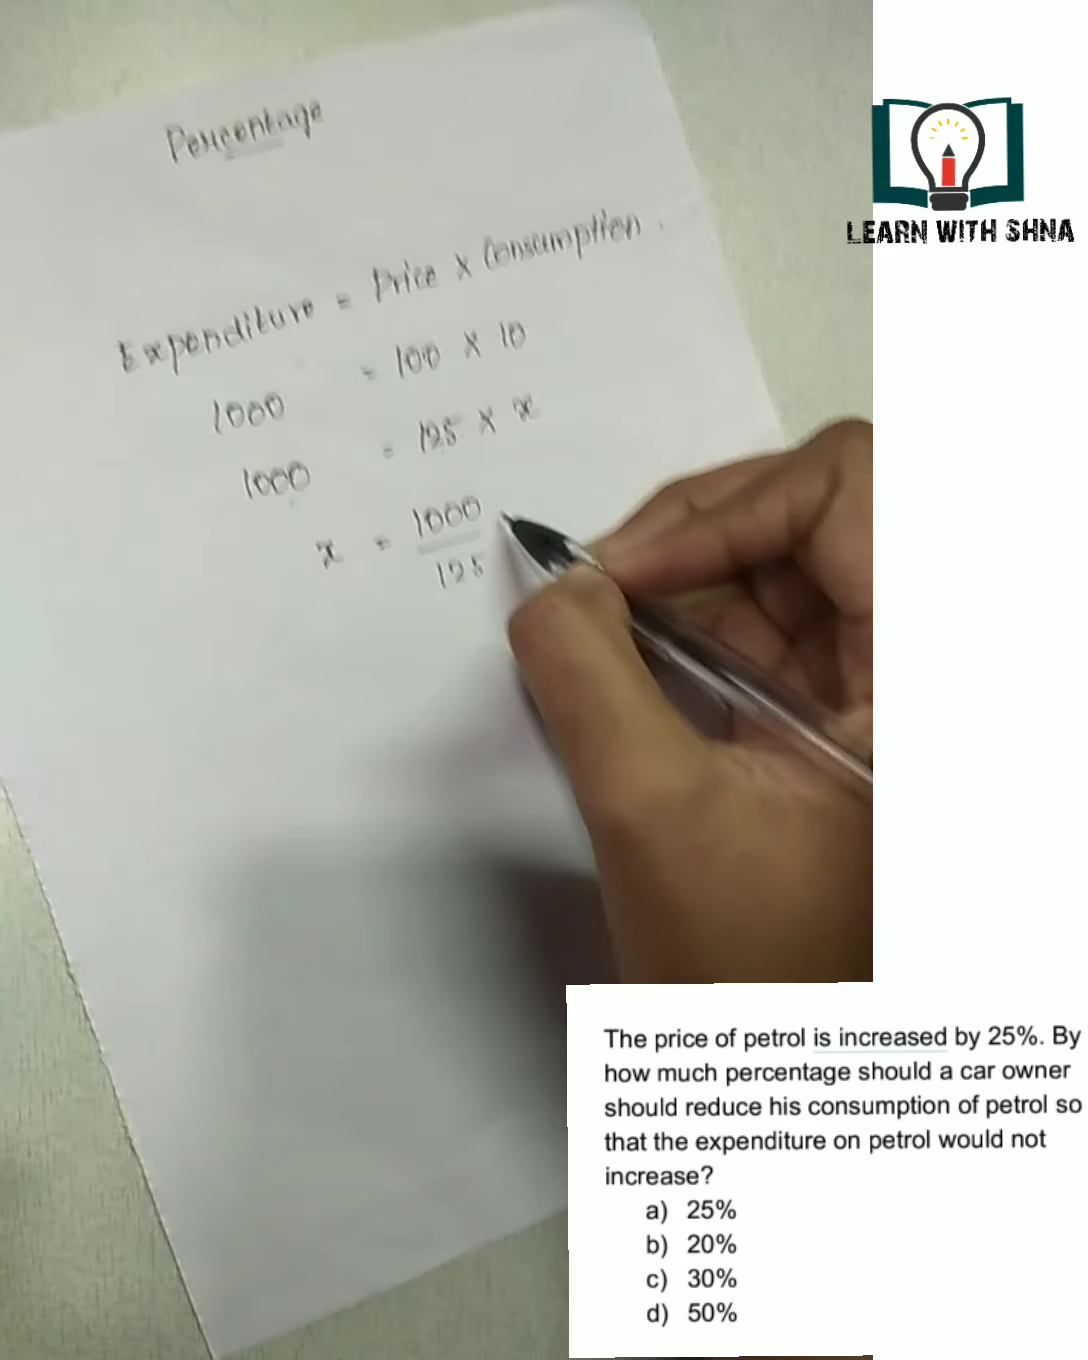 Percentage
Expenditure = Price x Consumption.
1000 = 100 x 10
1000 = 125 x x
x = 1000
125
LEARN WITH SHNA
The price of petrol is increased by 25%. By
how much percentage should a car owner
should reduce his consumption of petrol so
that the expenditure on petrol would not
increase?
a) 25%
b) 20%
c) 30%
d) 50%